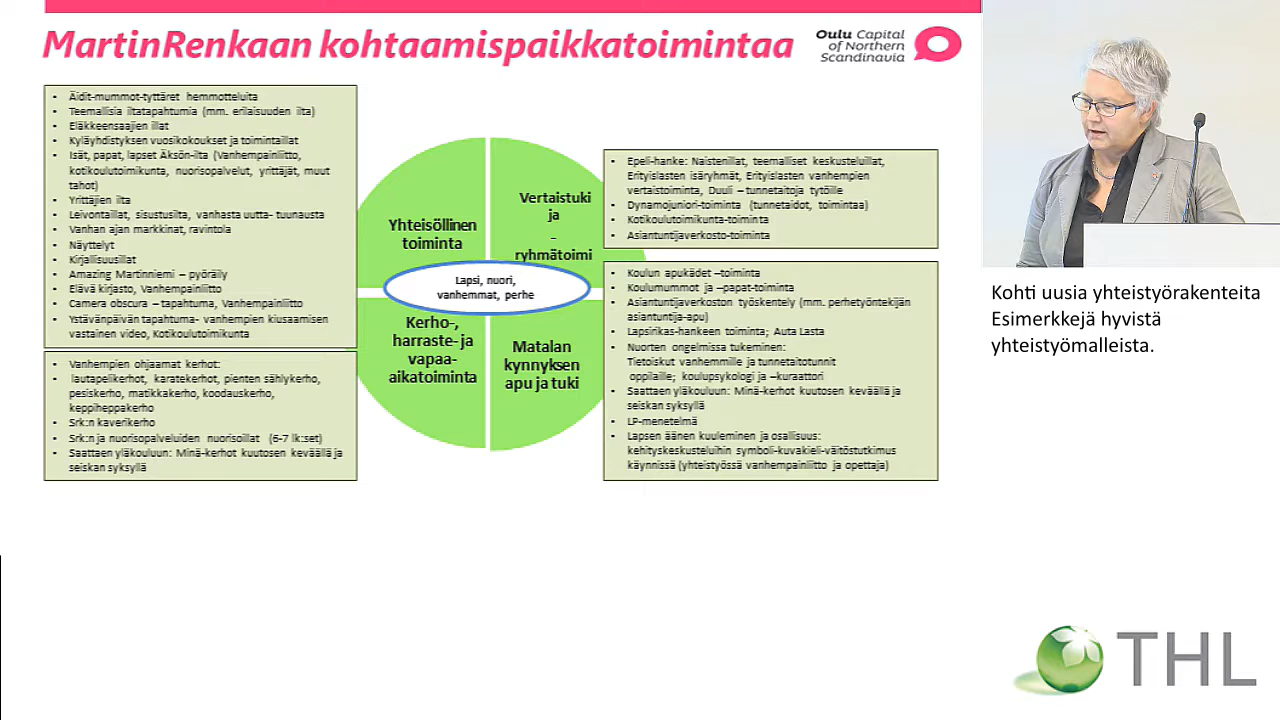 MartinRenkaan kohtaamispaikkatoimintaa
Oulu Capital
of Northern
Scandinavia
• Äidit-mummot-tyttäret hemmotteluita
• Teemallisia iltatapahtumia (mm. erilaisuuden ilta)
• Eläkkeensaajien illat
• Kyläyhdistyksen vuosikokoukset ja toimintaillat
• Isät, papat, lapset Äksön-ilta (Vanhempainliitto,
kotikoulutoimikunta, nuorisopalvelut, yrittäjät, muut
tahot)
• Yrittäjien ilta
• Leivontaillat, sisustusilta, vanhasta uutta- tuunausta
• Vanhan ajan markkinat, ravintola
• Näyttelyt
• Kirjallisuusillat
• Amazing Martinniemi – pyöräily
• Elävä kirjasto, Vanhempainliitto
• Camera obscura – tapahtuma, Vanhempainliitto
• Ystävänpäivän tapahtuma- vanhempien kiusaamisen
vastainen video, Kotikoulutoimikunta
• Vanhempien ohjaamat kerhot:
• lautapelikerhot, karatekerhot, pienten sählykerho,
pesiskerho, matikkakerho, koodauskerho,
keppiheppakerho
• Srk:n kaverikerho
• Srk:n ja nuorisopalveluiden nuorisoillat (6-7 lk:set)
• Saattaen yläkouluun: Minä-kerhot kuutosen keväällä ja
seiskan syksyllä
Yhteisöllinen
toiminta
Vertaistuki
ja
-
ryhmätoimi
Lapsi, nuori,
vanhemmat, perhe
Kerho-,
harraste- ja
vapaa-
aikatoiminta
Matalan
kynnyksen
apu ja tuki
• Epeli-hanke: Naistenillat, teemalliset keskusteluillat,
Erityislasten isäryhmät, Erityislasten vanhempien
vertaistoiminta, Duuli – tunnetaitoja tytöille
• Dynamojuniori-toiminta (tunnetaidot, toimintaa)
• Kotikoulutoimikunta-toiminta
• Asiantuntijaverkosto-toiminta
• Koulun apukädet –toiminta
• Koulumummot ja –papat-toiminta
• Asiantuntijaverkoston työskentely (mm. perhetyöntekijän
asiantuntija-apu)
• Lapsirikas-hankeen toiminta; Auta Lasta
• Nuorten ongelmissa tukeminen:
Tietoiskut vanhemmille ja tunnetaitotunnit
oppilaille; koulupsykologi ja –kuraattori
• Saattaen yläkouluun: Minä-kerhot kuutosen keväällä ja
seiskan syksyllä
• LP-menetelmä
• Lapsen äänen kuuleminen ja osallisuus:
kehityskeskusteluihin symboli-kuvakieli-väitöstutkimus
käynnissä (yhteistyössä vanhempainliitto ja opettaja)
Kohti uusia yhteistyörakenteita
Esimerkkejä hyvistä
yhteistyömalleista.
THL